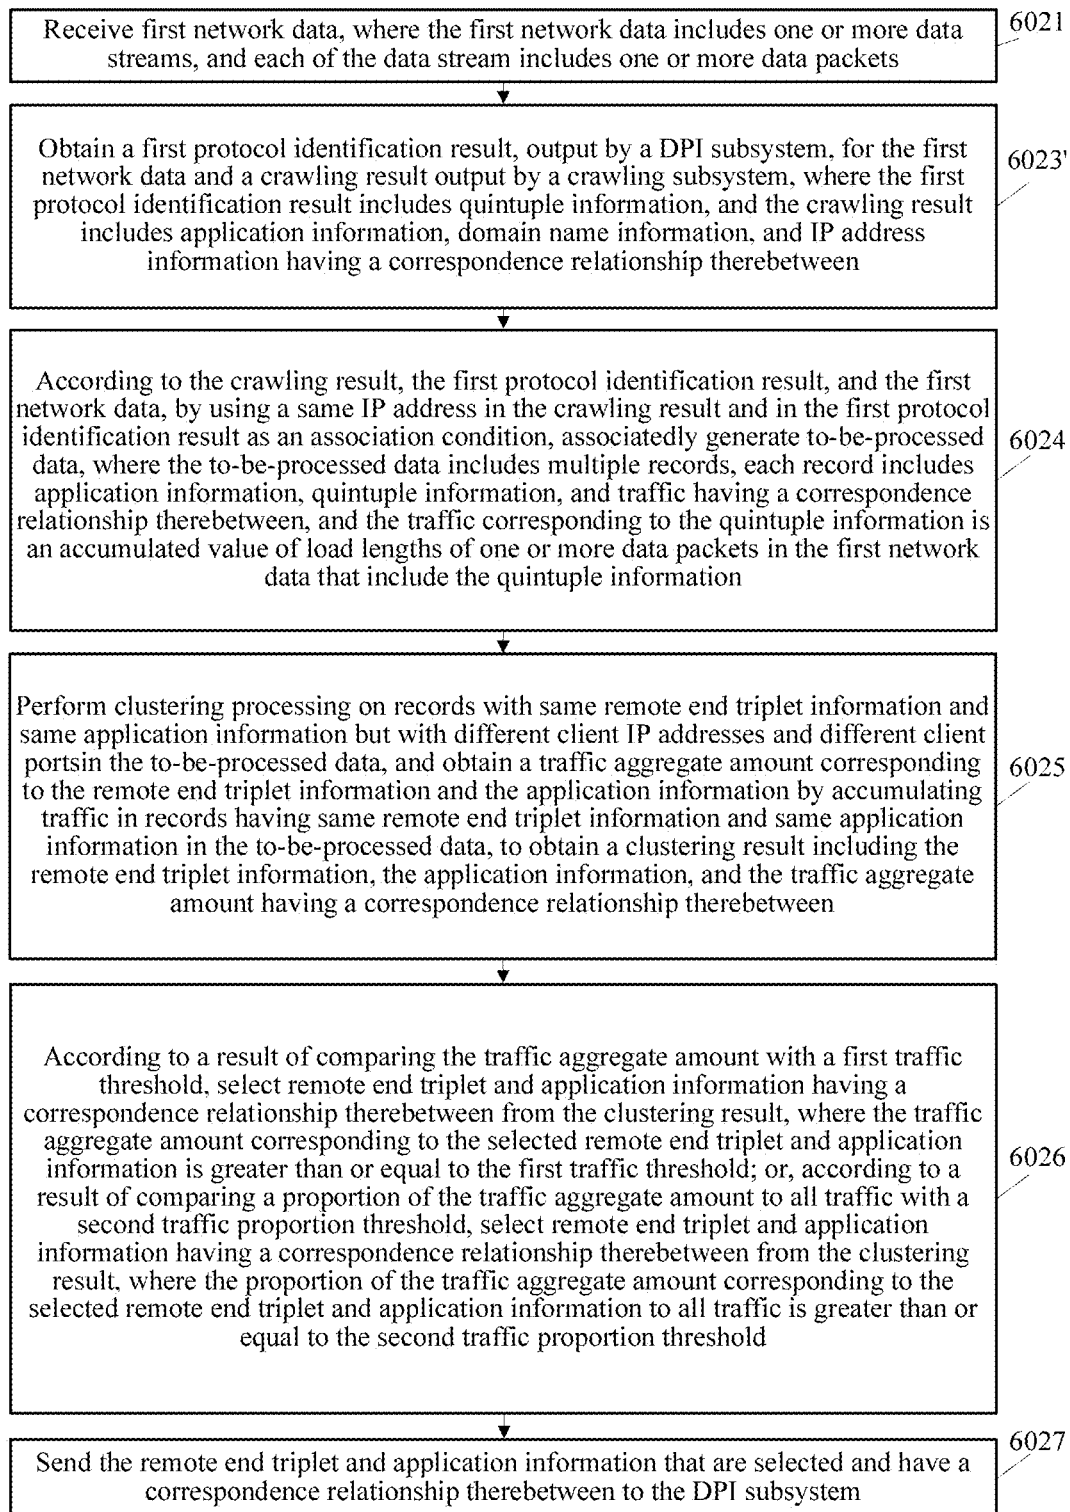 Receive first network data, where the first network data includes one or more data
streams, and each of the data stream includes one or more data packets
6021
Obtain a first protocol identification result, output by a DPI subsystem, for the first
network data and a crawling result output by a crawling subsystem, where the first
protocol identification result includes quintuple information, and the crawling result
includes application information, domain name information, and IP address
information having a correspondence relationship therebetween
6023'
According to the crawling result, the first protocol identification result, and the first
network data, by using a same IP address in the crawling result and in the first protocol
identification result as an association condition, associatedly generate to-be-processed
data, where the to-be-processed data includes multiple records, each record includes
application information, quintuple information, and traffic having a correspondence
relationship therebetween, and the traffic corresponding to the quintuple information is
an accumulated value of load lengths of one or more data packets in the first network
data that include the quintuple information
6024
Perform clustering processing on records with same remote end triplet information and
same application information but with different client IP addresses and different client
portsin the to-be-processed data, and obtain a traffic aggregate amount corresponding
to the remote end triplet information and the application information by accumulating
traffic in records having same remote end triplet information and same application
information in the to-be-processed data, to obtain a clustering result including the
remote end triplet information, the application information, and the traffic aggregate
amount having a correspondence relationship therebetween
6025
According to a result of comparing the traffic aggregate amount with a first traffic
threshold, select remote end triplet and application information having a
correspondence relationship therebetween from the clustering result, where the traffic
aggregate amount corresponding to the selected remote end triplet and application
information is greater than or equal to the first traffic threshold; or, according to a
result of comparing a proportion of the traffic aggregate amount to all traffic with a
second traffic proportion threshold, select remote end triplet and application
information having a correspondence relationship therebetween from the clustering
result, where the proportion of the traffic aggregate amount corresponding to the
selected remote end triplet and application information to all traffic is greater than or
equal to the second traffic proportion threshold
6026
Send the remote end triplet and application information that are selected and have a
correspondence relationship therebetween to the DPI subsystem
6027